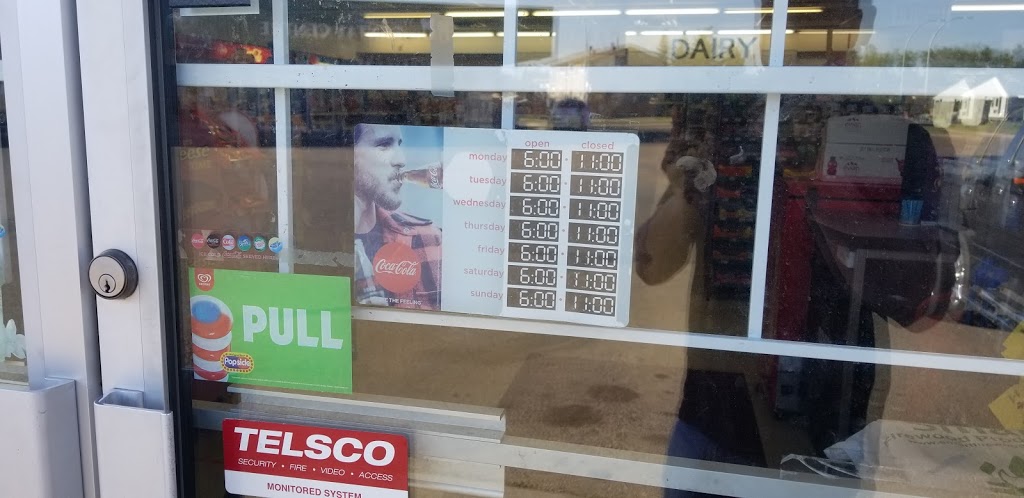 DAIRY
open closed
monday 6:00 - 11:00
tuesday 6:00 - 11:00
wednesday 6:00 - 11:00
thursday 6:00 - 11:00
friday 6:00 - 11:00
saturday 6:00 - 11:00
sunday 6:00 - 11:00
Coca-Cola
THE FEELING
PULL
Popsicle
TELSCO
SECURITY • FIRE • VIDEO • ACCESS
MONITORED SYSTEM